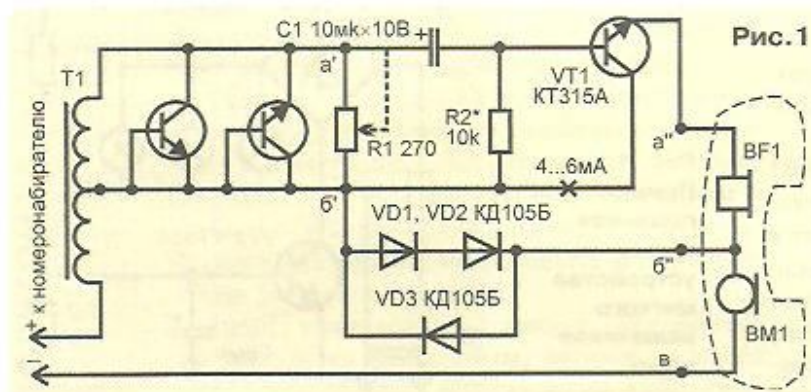 C1 10мk×10В
+
Рис.1
T1
a'
VT1
КТ315А
R2*
10k
R1 270
a"
BF1
к номеронабирателю
б'
4...6мА
VD1, VD2 КД105Б
б"
VD3 КД105Б
BM1
+
-
в